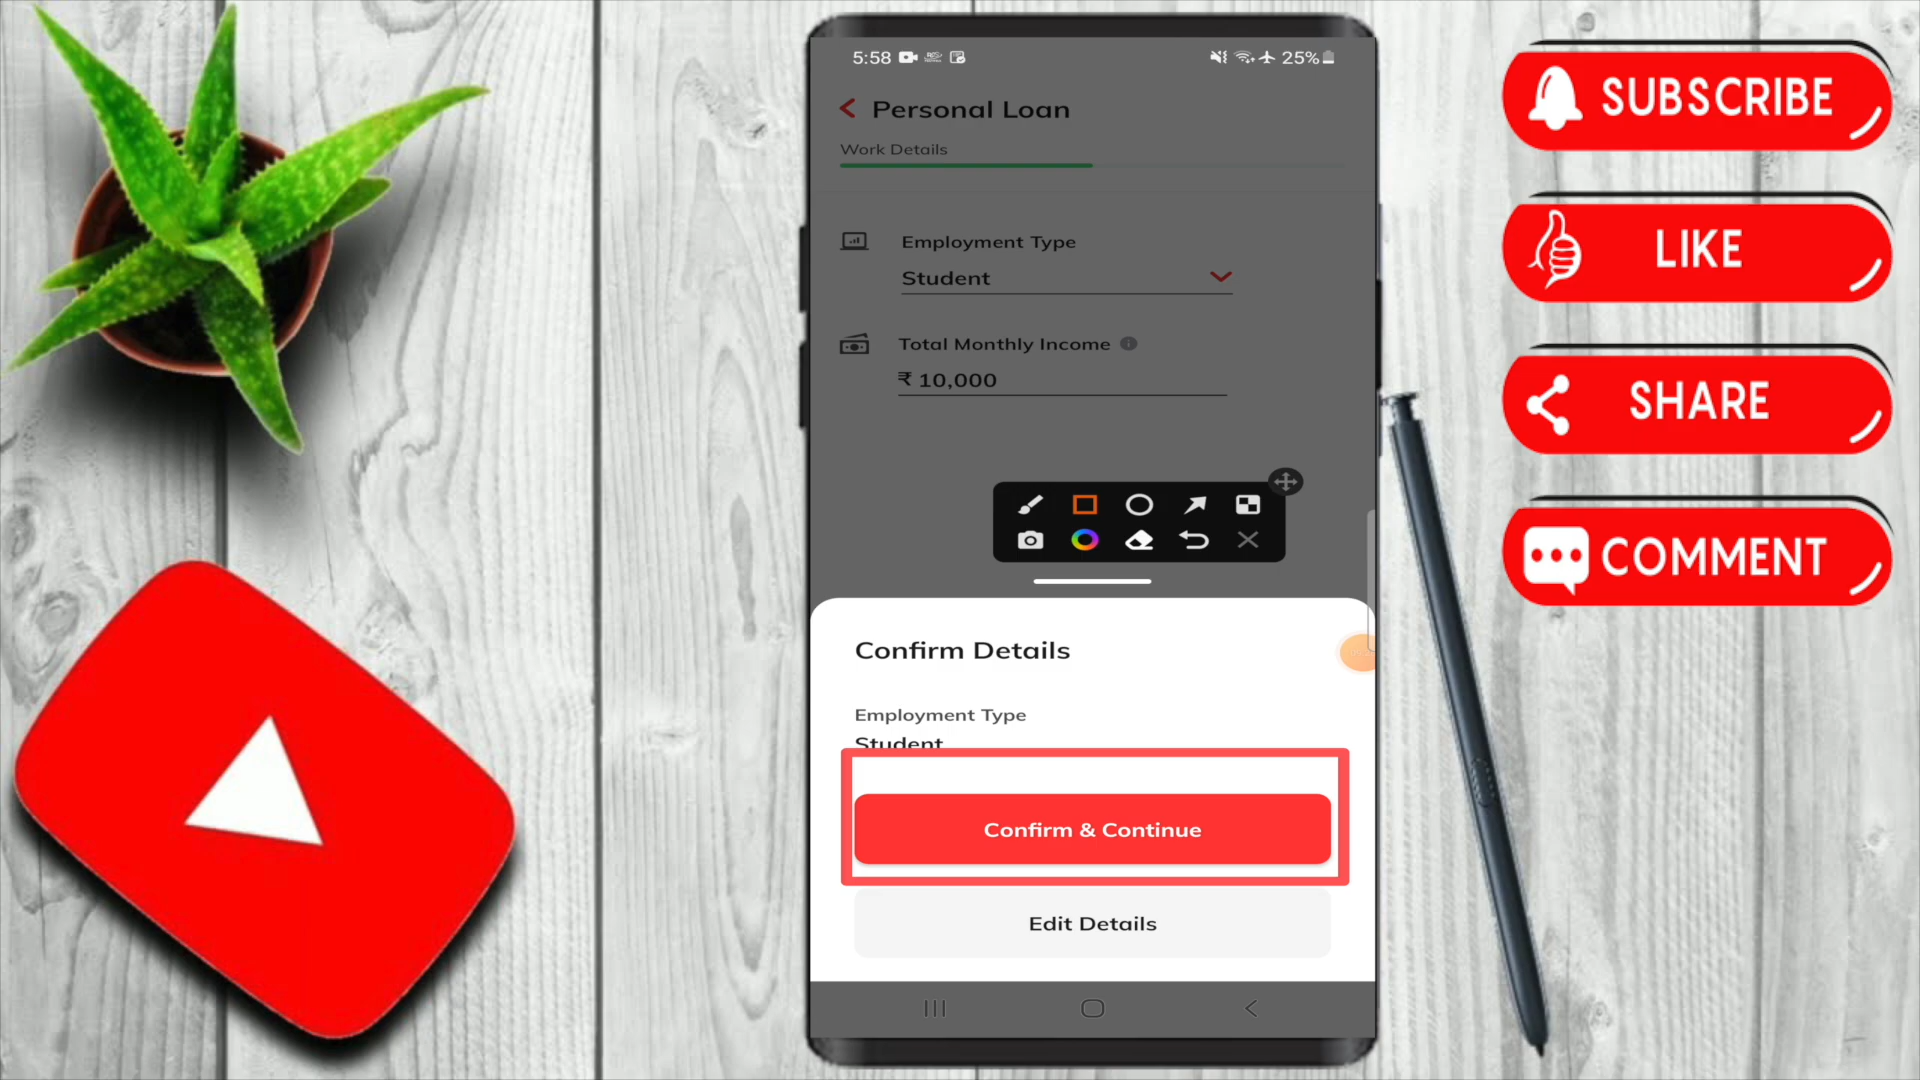 5:58
25%
Personal Loan
Work Details
Employment Type
Student
Total Monthly Income
₹ 10,000
Confirm Details
Employment Type
Student
Confirm & Continue
Edit Details
SUBSCRIBE
LIKE
SHARE
COMMENT